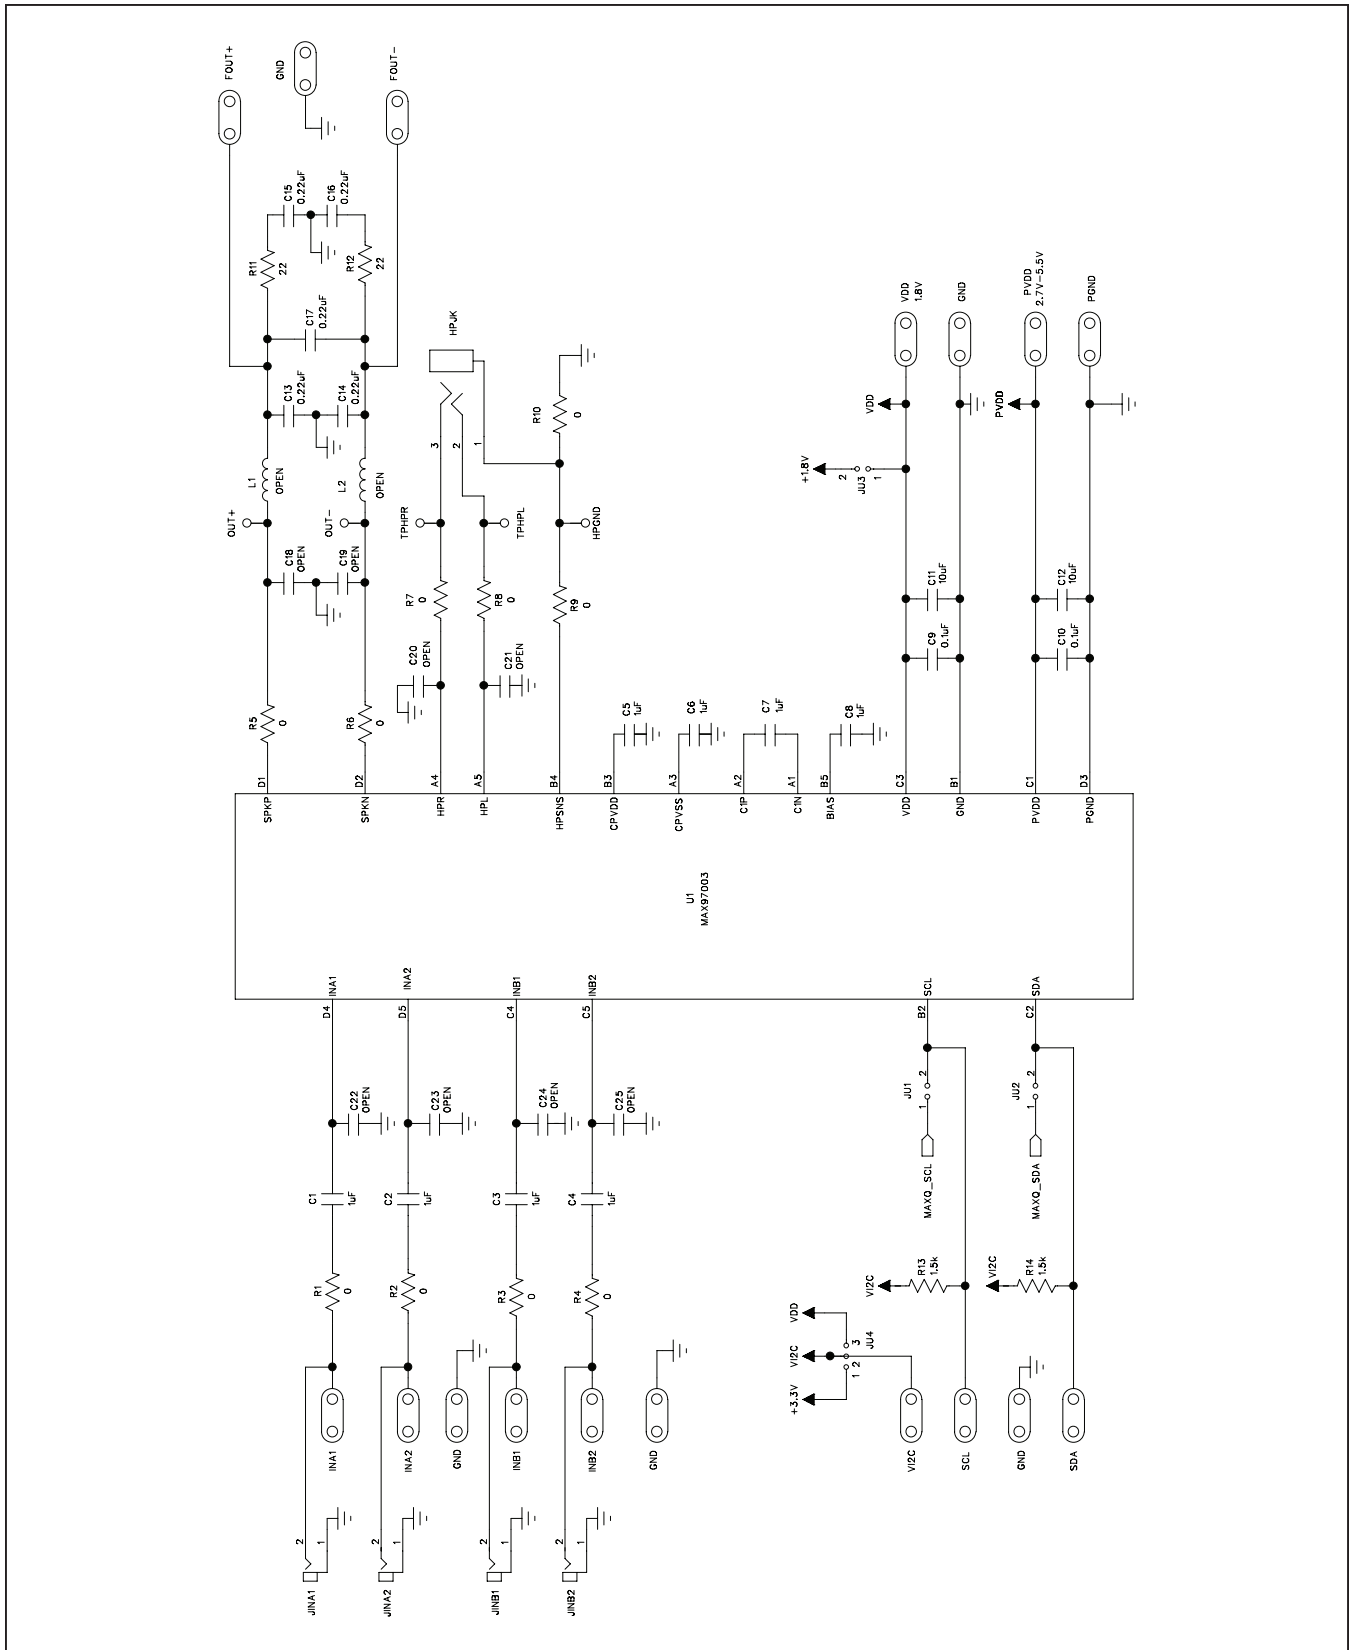 FOUT+
GND
FOUT-
C15
0.22uF
C16
0.22uF
R11
22
R12
22
C17
0.22uF
C13
0.22uF
C14
0.22uF
L1
OPEN
L2
OPEN
OUT+
OUT-
C18
OPEN
C19
OPEN
R5
0
R6
0
HPJK
3
2
1
R10
0
TPHPR
TPHPL
HPGND
R7
0
R8
0
R9
0
C20
OPEN
C21
OPEN
C5
1uF
C6
1uF
C7
1uF
C8
1uF
VDD
1.8V
GND
PVDD
2.7V-5.5V
PGND
VDD
PVDD
+1.8V
2
JU3
1
C11
10uF
C9
0.1uF
C12
10uF
C10
0.1uF
D1
D2
A4
A5
B4
B3
A3
A2
A1
B5
C3
B1
C1
D3
SPKP
SPKN
HPR
HPL
HPSNS
CPVDD
CPVSS
C1P
C1N
BIAS
VDD
GND
PVDD
PGND
U1
MAX97003
INA1
INA2
INB1
INB2
SCL
SDA
D4
D5
C4
C5
B2
C2
C22
OPEN
C23
OPEN
C24
OPEN
C25
OPEN
C1
1uF
C2
1uF
C3
1uF
C4
1uF
R1
0
R2
0
R3
0
R4
0
JU1
2
1
MAXQ_SCL
JU2
2
1
MAXQ_SDA
VI2C
R13
1.5k
VI2C
R14
1.5k
VDD
VI2C
+3.3V
JU4
3
2
1
INA1
INA2
GND
INB1
INB2
GND
VI2C
SCL
GND
SDA
2
1
JINA1
2
1
JINA2
2
1
JINB1
2
1
JINB2